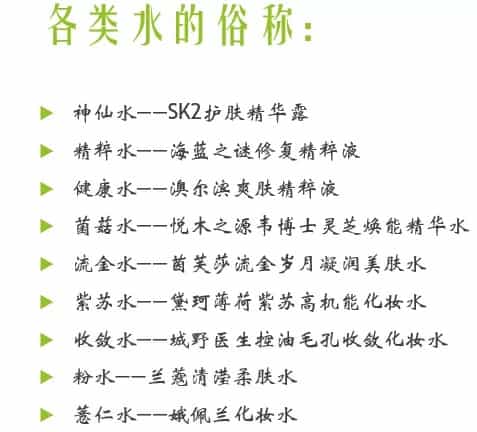 各类水的俗称：
神仙水——SK2护肤精华露
精粹水——海蓝之谜修复精粹液
健康水——澳尔滨爽肤精粹液
菌菇水——悦木之源韦博士灵芝焕能精华水
流金水——茵芙莎流金岁月凝润美肤水
紫苏水——黛珂薄荷紫苏高机能化妆水
收敛水——城野医生控油毛孔收敛化妆水
粉水——兰蔻清滢柔肤水
薏仁水——娥佩兰化妆水